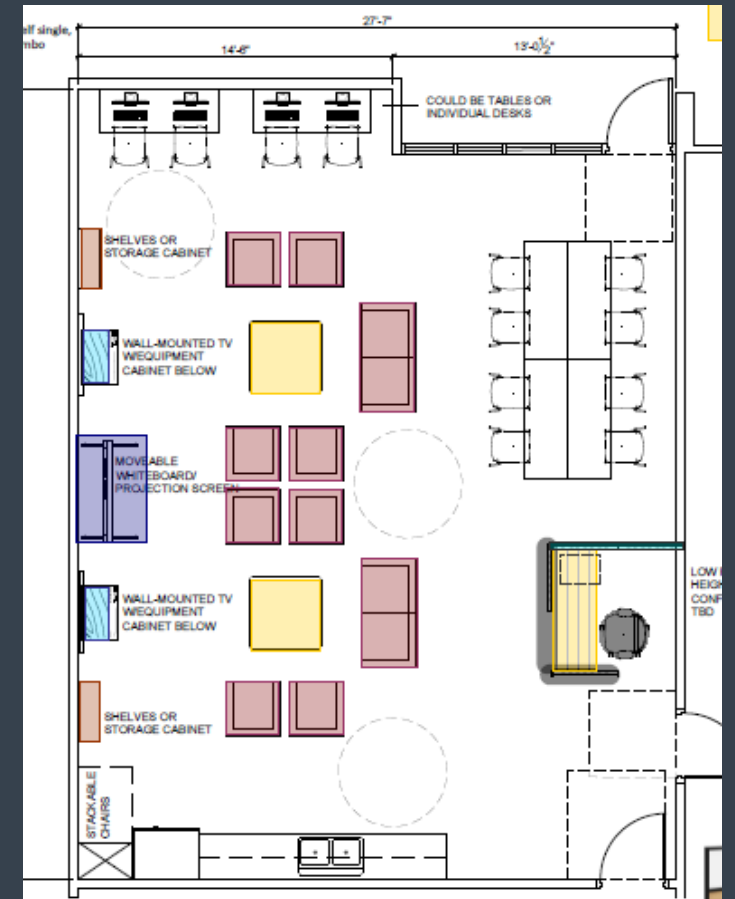 elf single,
mbo
27'-7"
14'-6"
13'-0½"
COULD BE TABLES OR
INDIVIDUAL DESKS
SHELVES OR
STORAGE CABINET
WALL-MOUNTED TV
W/EQUIPMENT
CABINET BELOW
MOVEABLE
WHITEBOARD/
PROJECTION SCREEN
WALL-MOUNTED TV
W/EQUIPMENT
CABINET BELOW
LOW
HEIGH
CONF
TBD
SHELVES OR
STORAGE CABINET
STACKABLE
CHAIRS